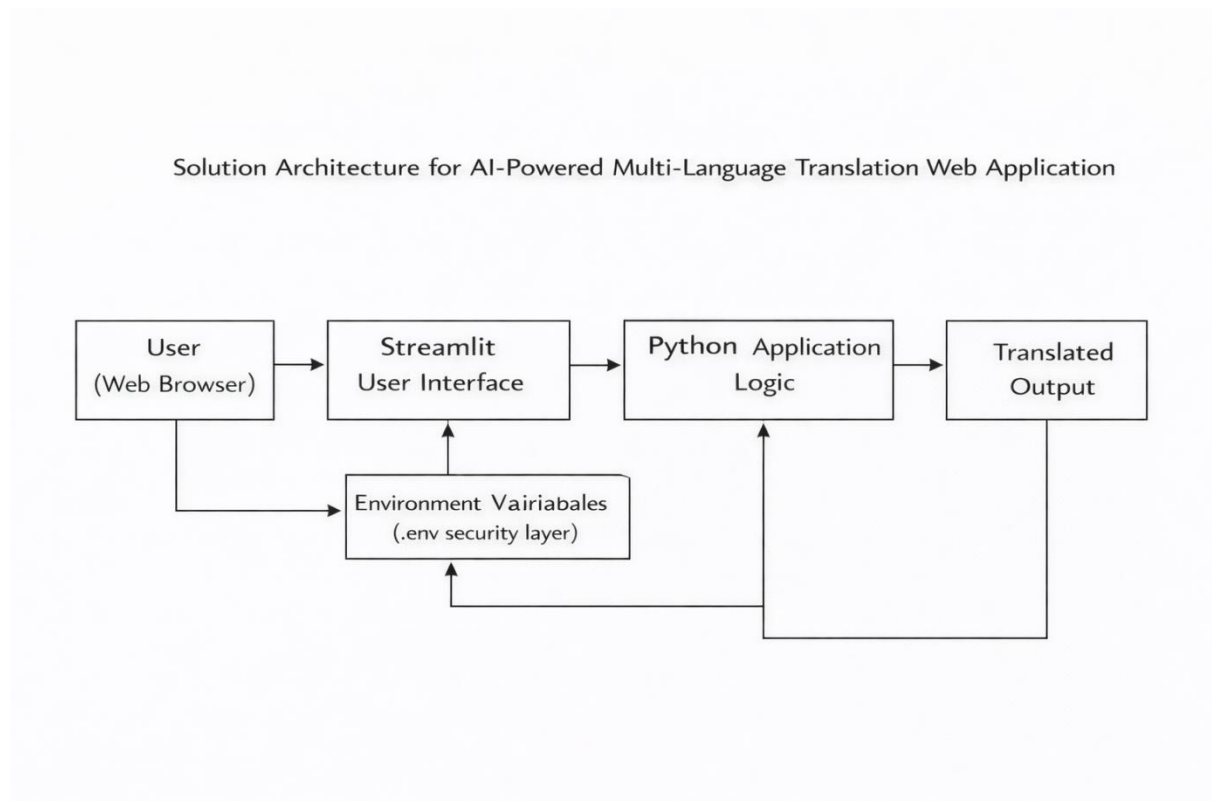 Solution Architecture for AI-Powered Multi-Language Translation Web Application
User
(Web Browser)
Streamlit
User Interface
Python Application
Logic
Translated
Output
Environment Vairiabales
(.env security layer)